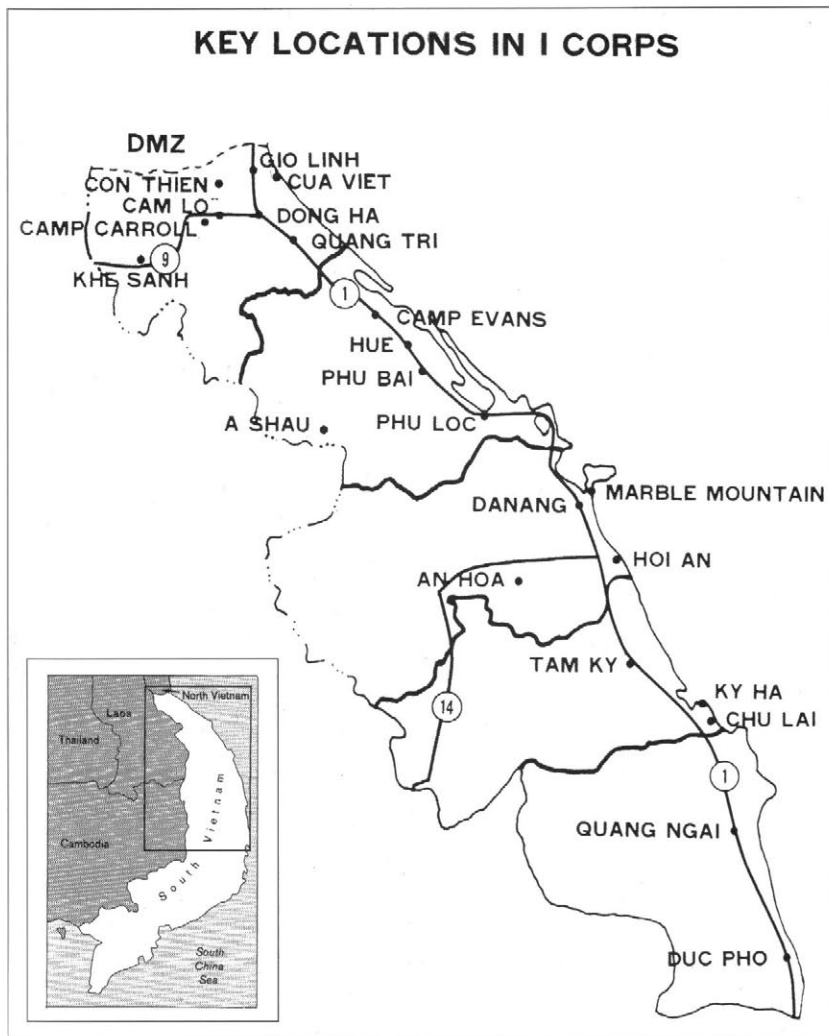 KEY LOCATIONS IN I CORPS
DMZ
GIO LINH
CON THIEN
CUA VIET
CAM LO
CAMP CARROLL
DONG HA
QUANG TRI
9
KHE SANH
1
CAMP EVANS
HUE
PHU BAI
A SHAU
PHU LOC
MARBLE MOUNTAIN
DANANG
HOI AN
AN HOA
TAM KY
KY HA
14
CHU LAI
1
QUANG NGAI
DUC PHO
North Vietnam
Laos
Thailand
South Vietnam
Cambodia
South
China
Sea